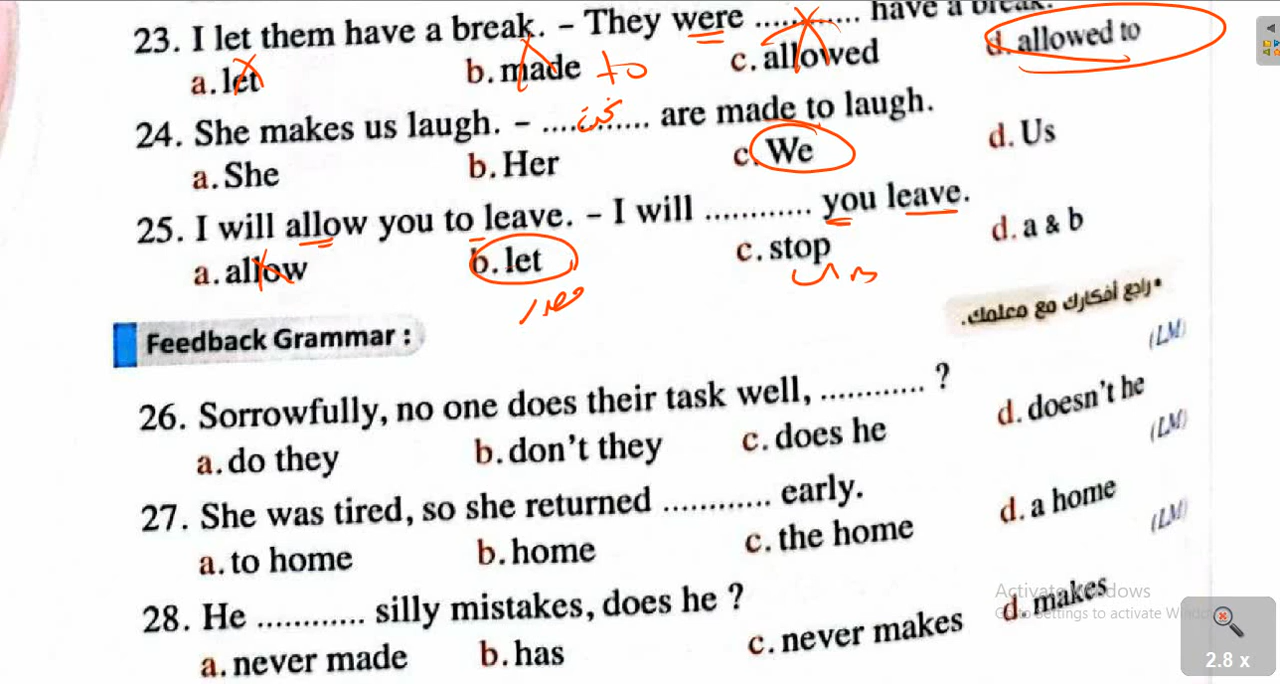 23. I let them have a break. – They were ............ have a break.
a. let b. made c. allowed d. allowed to
to
24. She makes us laugh. – ............ are made to laugh.
نحن
a. She b. Her c. We d. Us
25. I will allow you to leave. – I will ............ you leave.
a. allow b. let c. stop d. a & b
مصدر
• راجع أفكارك مع معلمك.
Feedback Grammar :
(LM)
26. Sorrowfully, no one does their task well, ............ ?
a. do they b. don't they c. does he d. doesn't he
(LM)
27. She was tired, so she returned ............ early.
a. to home b. home c. the home d. a home
(LM)
28. He ............ silly mistakes, does he ?
a. never made b. has c. never makes d. makes
Activate Windows
Go to Settings to activate Windows
2.8 x